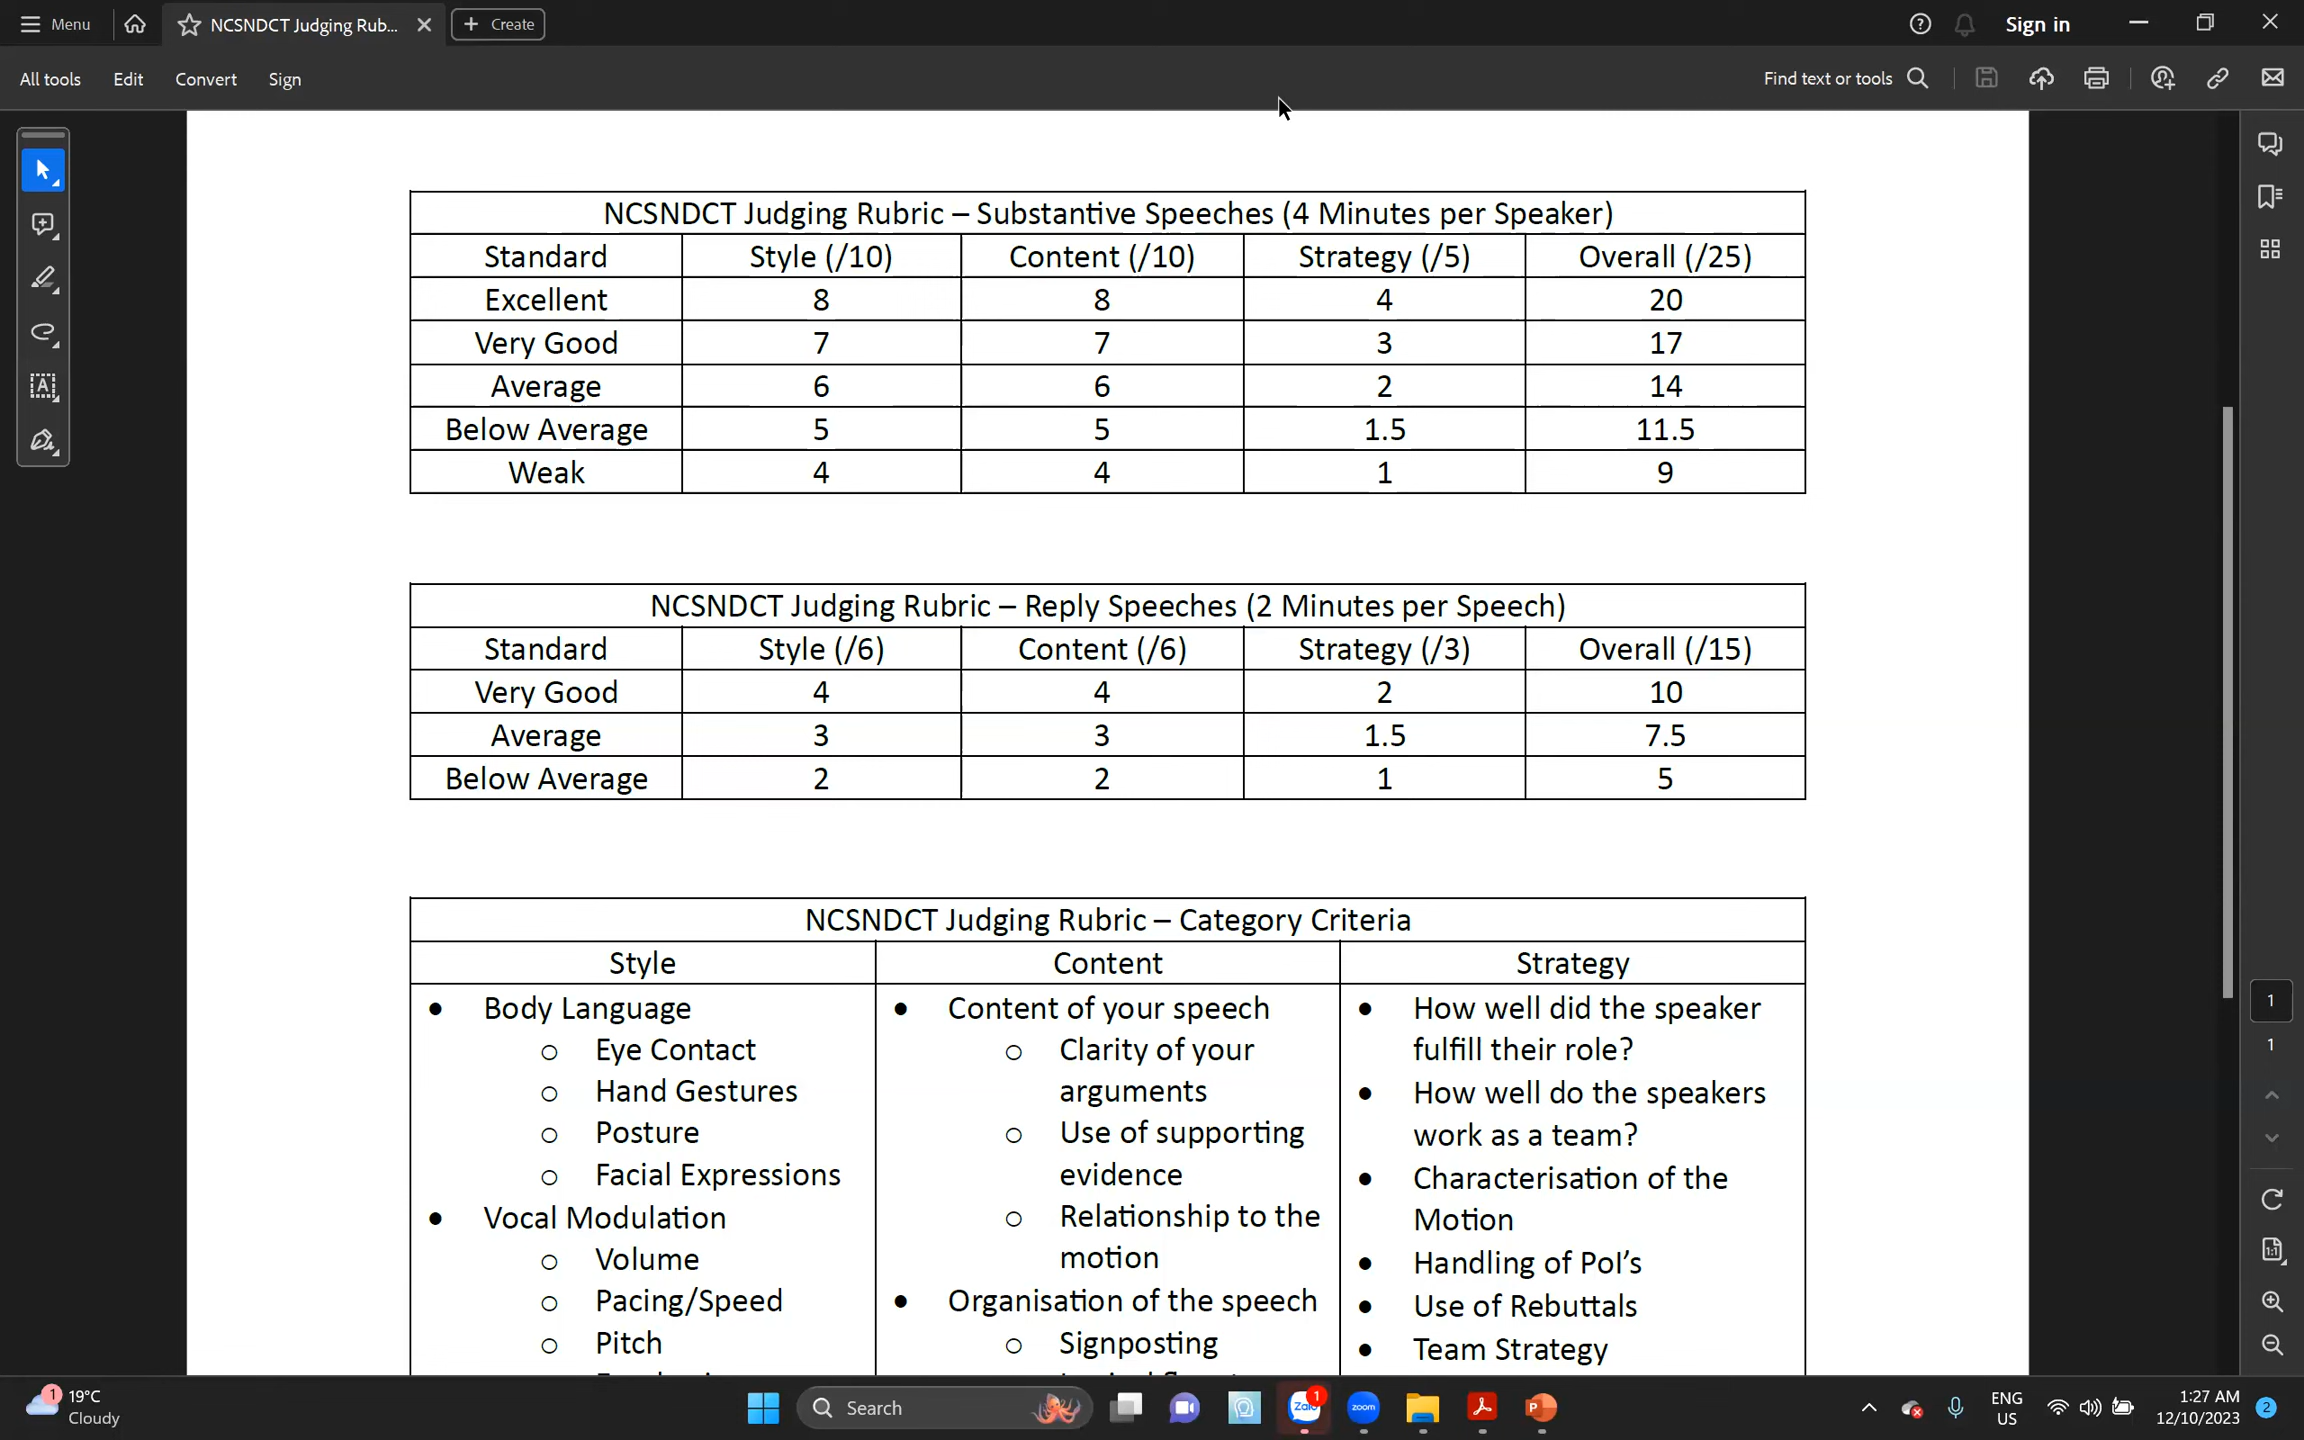 Menu
NCSNDCT Judging Rub...
Create
Sign in
All tools Edit Convert Sign
Find text or tools
NCSNDCT Judging Rubric – Substantive Speeches (4 Minutes per Speaker)
Standard Style (/10) Content (/10) Strategy (/5) Overall (/25)
Excellent 8 8 4 20
Very Good 7 7 3 17
Average 6 6 2 14
Below Average 5 5 1.5 11.5
Weak 4 4 1 9
NCSNDCT Judging Rubric – Reply Speeches (2 Minutes per Speech)
Standard Style (/6) Content (/6) Strategy (/3) Overall (/15)
Very Good 4 4 2 10
Average 3 3 1.5 7.5
Below Average 2 2 1 5
NCSNDCT Judging Rubric – Category Criteria
Style Content Strategy
• Body Language
o Eye Contact
o Hand Gestures
o Posture
o Facial Expressions
• Vocal Modulation
o Volume
o Pacing/Speed
o Pitch
• Content of your speech
o Clarity of your
arguments
o Use of supporting
evidence
o Relationship to the
motion
• Organisation of the speech
o Signposting
• How well did the speaker
fulfill their role?
• How well do the speakers
work as a team?
• Characterisation of the
Motion
• Handling of PoI's
• Use of Rebuttals
• Team Strategy
1
1
1:1
1
19°C
Cloudy
Search
Zalo
1
zoom
ENG
US
1:27 AM
12/10/2023
2